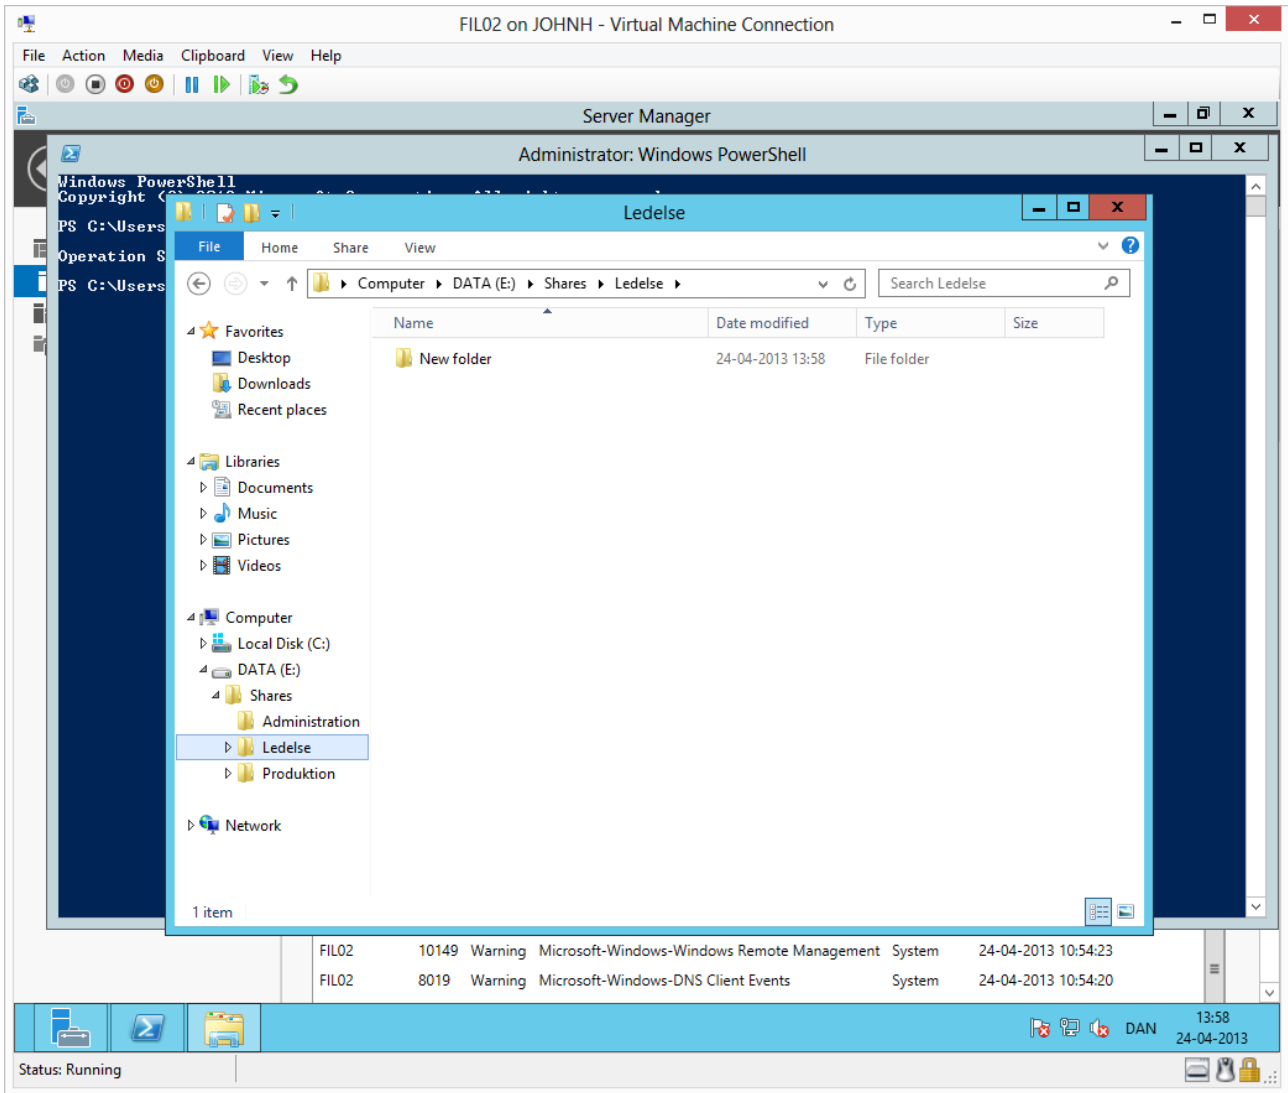 FIL02 on JOHNH - Virtual Machine Connection
File Action Media Clipboard View Help
Server Manager
Administrator: Windows PowerShell
Windows PowerShell
Copyright
Ledelse
PS C:\Users
File Home Share View
Operation S
PS C:\Users
Computer DATA (E:) Shares Ledelse
Search Ledelse
Name Date modified Type Size
Favorites
New folder 24-04-2013 13:58 File folder
Desktop
Downloads
Recent places
Libraries
Documents
Music
Pictures
Videos
Computer
Local Disk (C:)
DATA (E:)
Shares
Administration
Ledelse
Produktion
Network
1 item
FIL02 10149 Warning Microsoft-Windows-Windows Remote Management System 24-04-2013 10:54:23
FIL02 8019 Warning Microsoft-Windows-DNS Client Events System 24-04-2013 10:54:20
DAN
13:58
24-04-2013
Status: Running